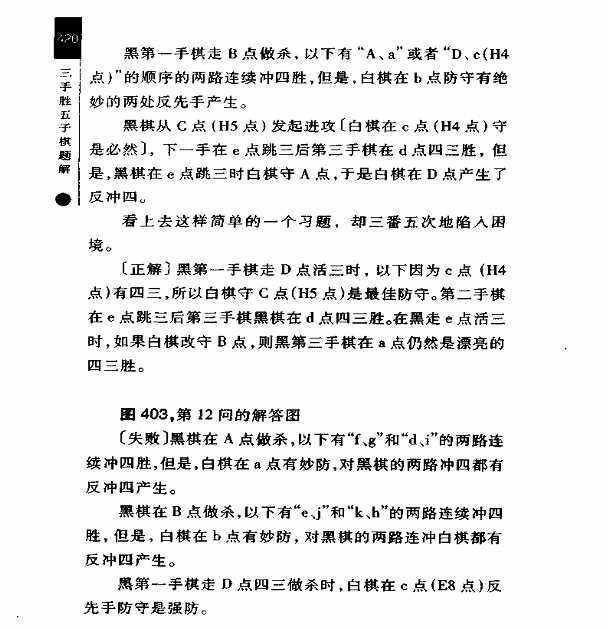 420
三手胜五子棋题解
黑第一手棋走 B 点做杀，以下有“A、a”或者“D、c(H4
点)”的顺序的两路连续冲四胜，但是，白棋在 b 点防守有绝
妙的两处反先手产生。
黑棋从 C 点 (H5 点) 发起进攻〔白棋在 c 点 (H4 点) 守
是必然〕，下一手在 e 点跳三后第三手棋在 d 点四三胜，但
是，黑棋在 e 点跳三时白棋守 A 点，于是白棋在 D 点产生了
反冲四。
看上去这样简单的一个习题，却三番五次地陷入困
境。
〔正解〕黑第一手棋走 D 点活三时，以下因为 c 点 (H4
点)有四三，所以白棋守 C 点(H5 点)是最佳防守。第二手棋
在 e 点跳三后第三手棋黑棋在 d 点四三胜。在黑走 e 点活三
时，如果白棋改守 B 点，则黑第三手棋在 a 点仍然是漂亮的
四三胜。
图 403，第 12 问的解答图
〔失败〕黑棋在 A 点做杀，以下有“f、g”和“d、i”的两路连
续冲四胜，但是，白棋在 a 点有妙防，对黑棋的两路冲四都有
反冲四产生。
黑棋在 B 点做杀，以下有“e、j”和“k、h”的两路连续冲四
胜，但是，白棋在 b 点有妙防，对黑棋的两路连冲白棋都有
反冲四产生。
黑第一手棋走 D 点四三做杀时，白棋在 c 点(E8 点)反
先手防守是强防。